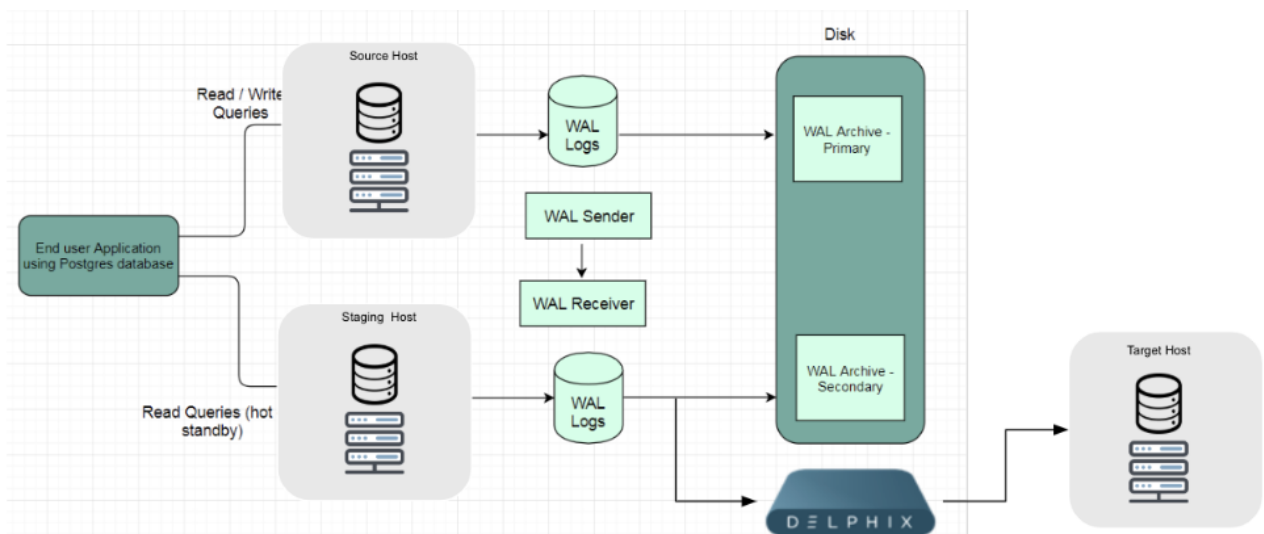 Disk
Source Host
Read / Write
Queries
WAL
Logs
WAL Archive -
Primary
WAL Sender
End user Application
using Postgres database
WAL Receiver
Staging Host
Target Host
WAL Archive -
Secondary
Read Queries (hot
standby)
WAL
Logs
DELPHIX